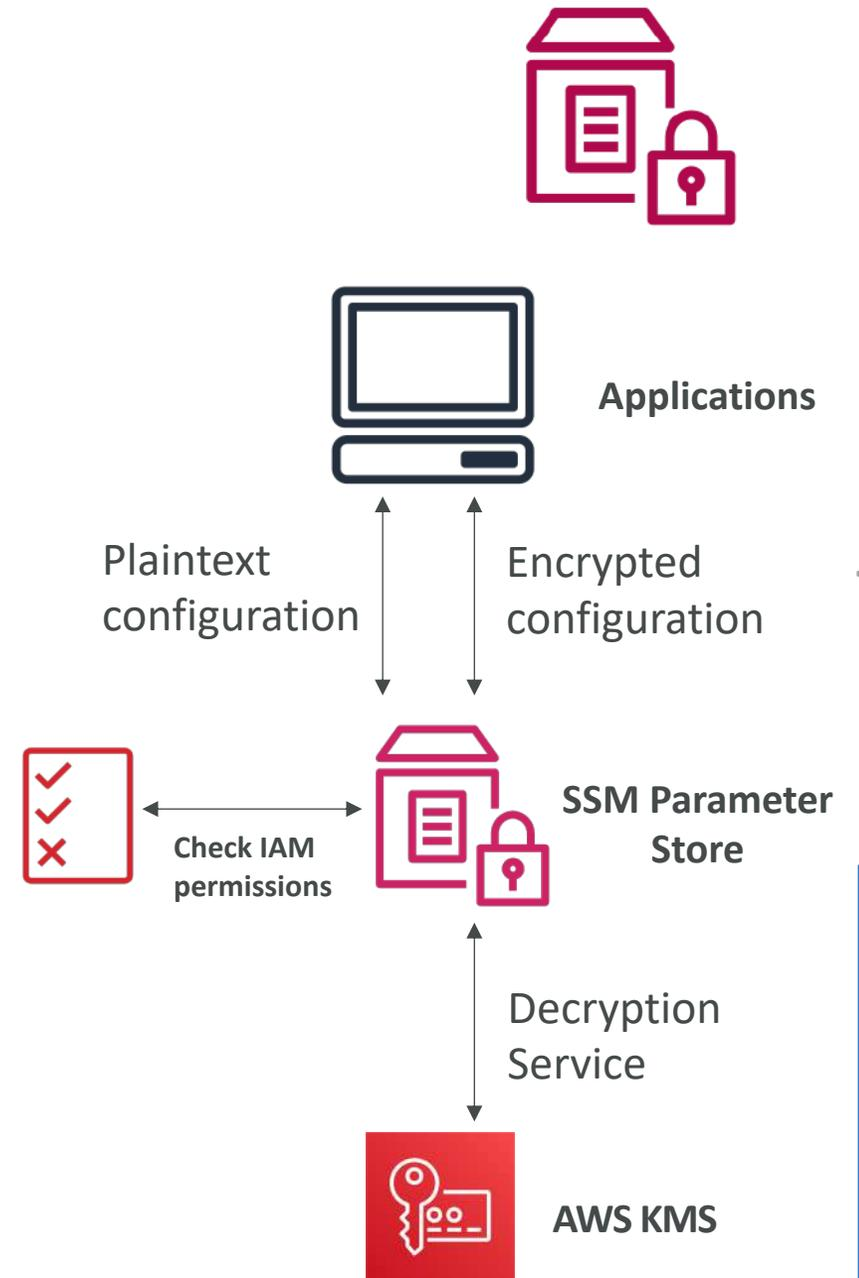 Applications
Plaintext
configuration
Encrypted
configuration
SSM Parameter
Store
Check IAM
permissions
Decryption
Service
AWS KMS